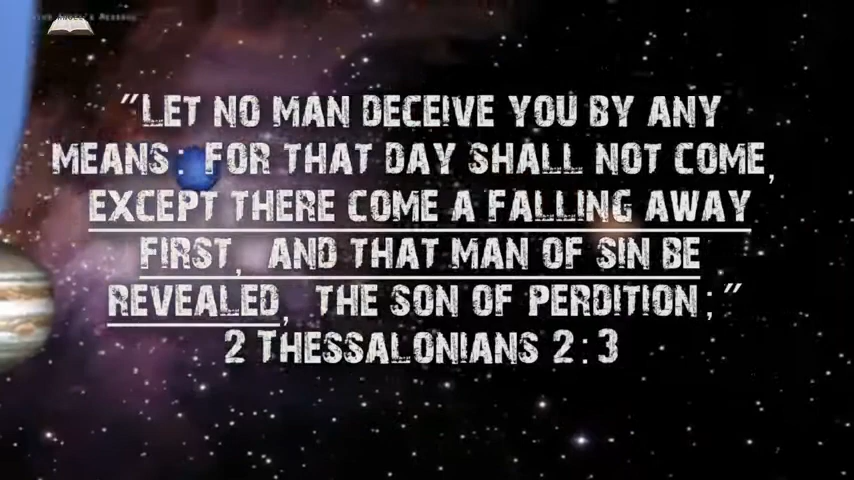 "LET NO MAN DECEIVE YOU BY ANY
MEANS: FOR THAT DAY SHALL NOT COME,
EXCEPT THERE COME A FALLING AWAY
FIRST, AND THAT MAN OF SIN BE
REVEALED, THE SON OF PERDITION;"
2 THESSALONIANS 2:3